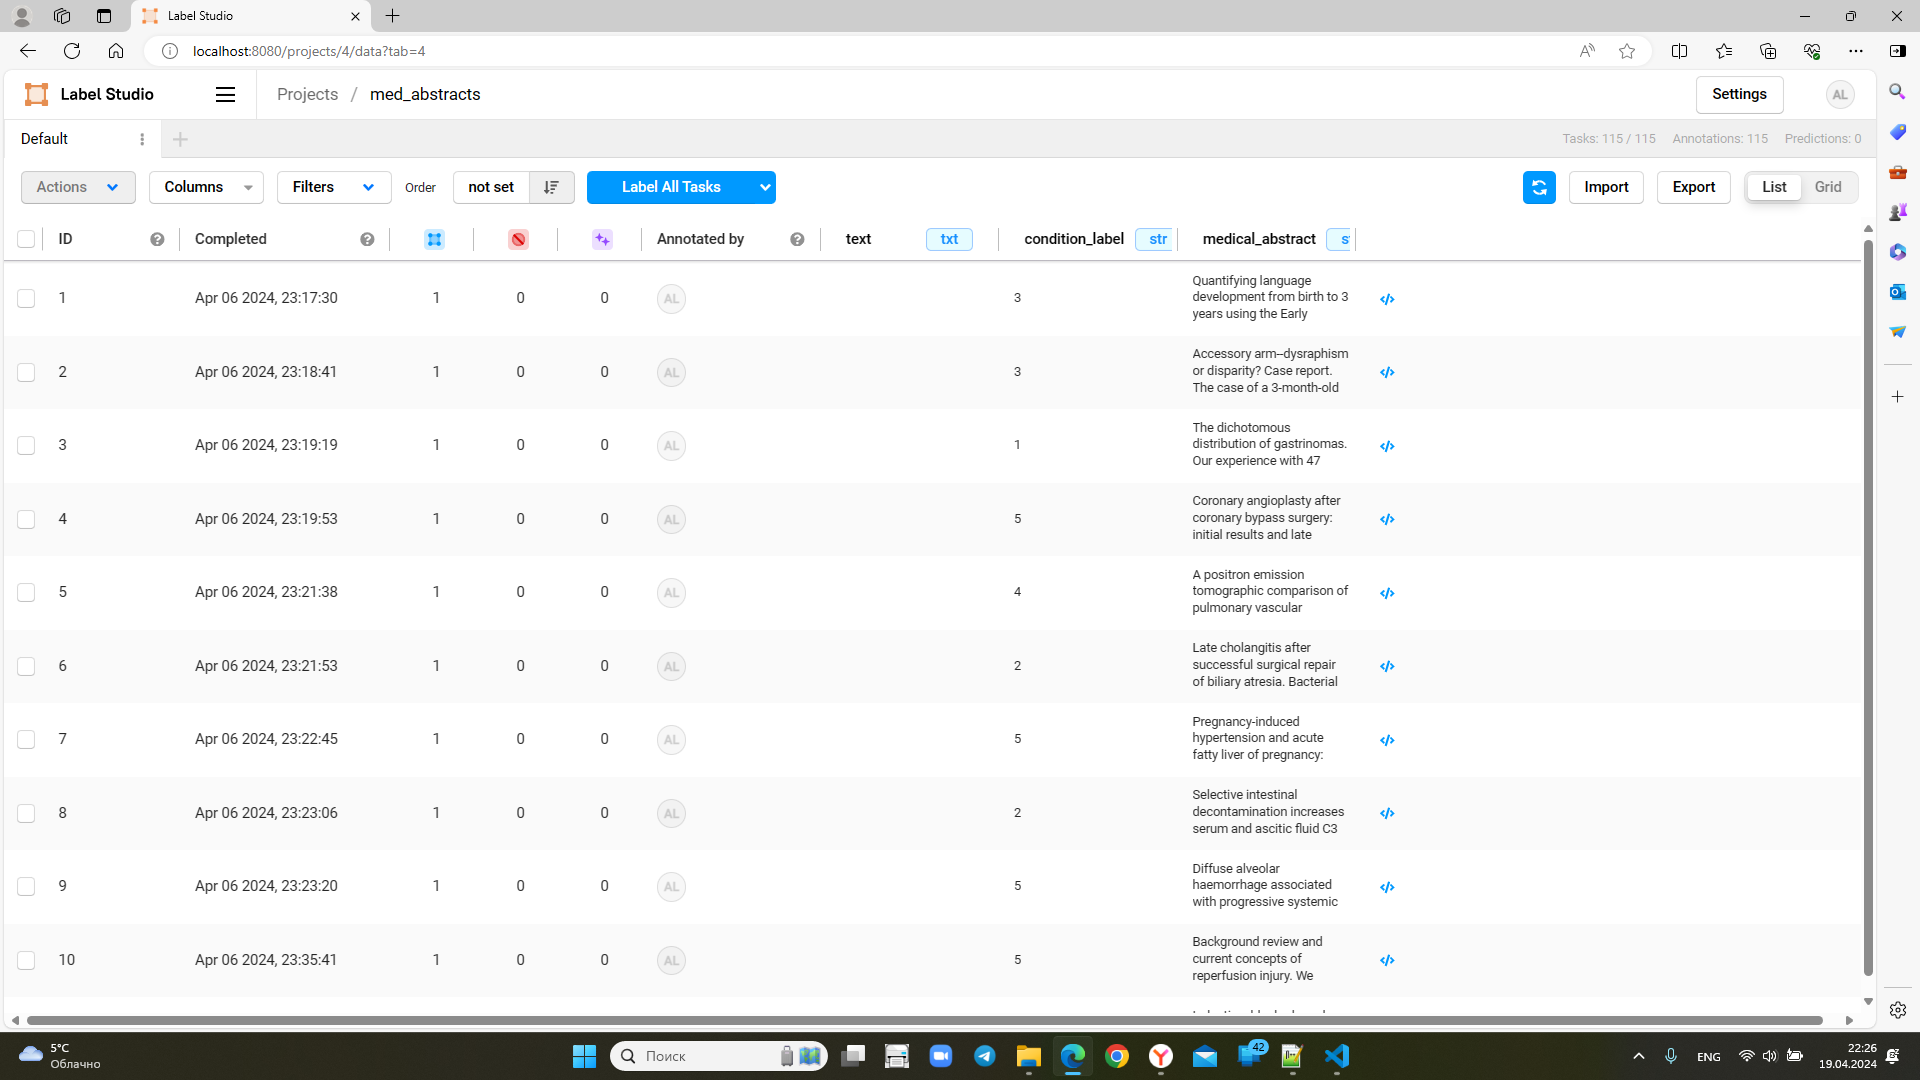 Label Studio
localhost:8080/projects/4/data?tab=4
Label Studio
Projects / med_abstracts
Settings
AL
Default
Tasks: 115 / 115 Annotations: 115 Predictions: 0
Actions
Columns
Filters
Order
not set
Label All Tasks
Import
Export
List
Grid
ID
Completed
Annotated by
text
txt
condition_label
str
medical_abstract
1 Apr 06 2024, 23:17:30 1 0 0 AL 3
Quantifying language
development from birth to 3
years using the Early
2 Apr 06 2024, 23:18:41 1 0 0 AL 3
Accessory arm--dysraphism
or disparity? Case report.
The case of a 3-month-old
3 Apr 06 2024, 23:19:19 1 0 0 AL 1
The dichotomous
distribution of gastrinomas.
Our experience with 47
4 Apr 06 2024, 23:19:53 1 0 0 AL 5
Coronary angioplasty after
coronary bypass surgery:
initial results and late
5 Apr 06 2024, 23:21:38 1 0 0 AL 4
A positron emission
tomographic comparison of
pulmonary vascular
6 Apr 06 2024, 23:21:53 1 0 0 AL 2
Late cholangitis after
successful surgical repair
of biliary atresia. Bacterial
7 Apr 06 2024, 23:22:45 1 0 0 AL 5
Pregnancy-induced
hypertension and acute
fatty liver of pregnancy:
8 Apr 06 2024, 23:23:06 1 0 0 AL 2
Selective intestinal
decontamination increases
serum and ascitic fluid C3
9 Apr 06 2024, 23:23:20 1 0 0 AL 5
Diffuse alveolar
haemorrhage associated
with progressive systemic
10 Apr 06 2024, 23:35:41 1 0 0 AL 5
Background review and
current concepts of
reperfusion injury. We
5°C
Облачно
Поиск
42
ENG
22:26
19.04.2024